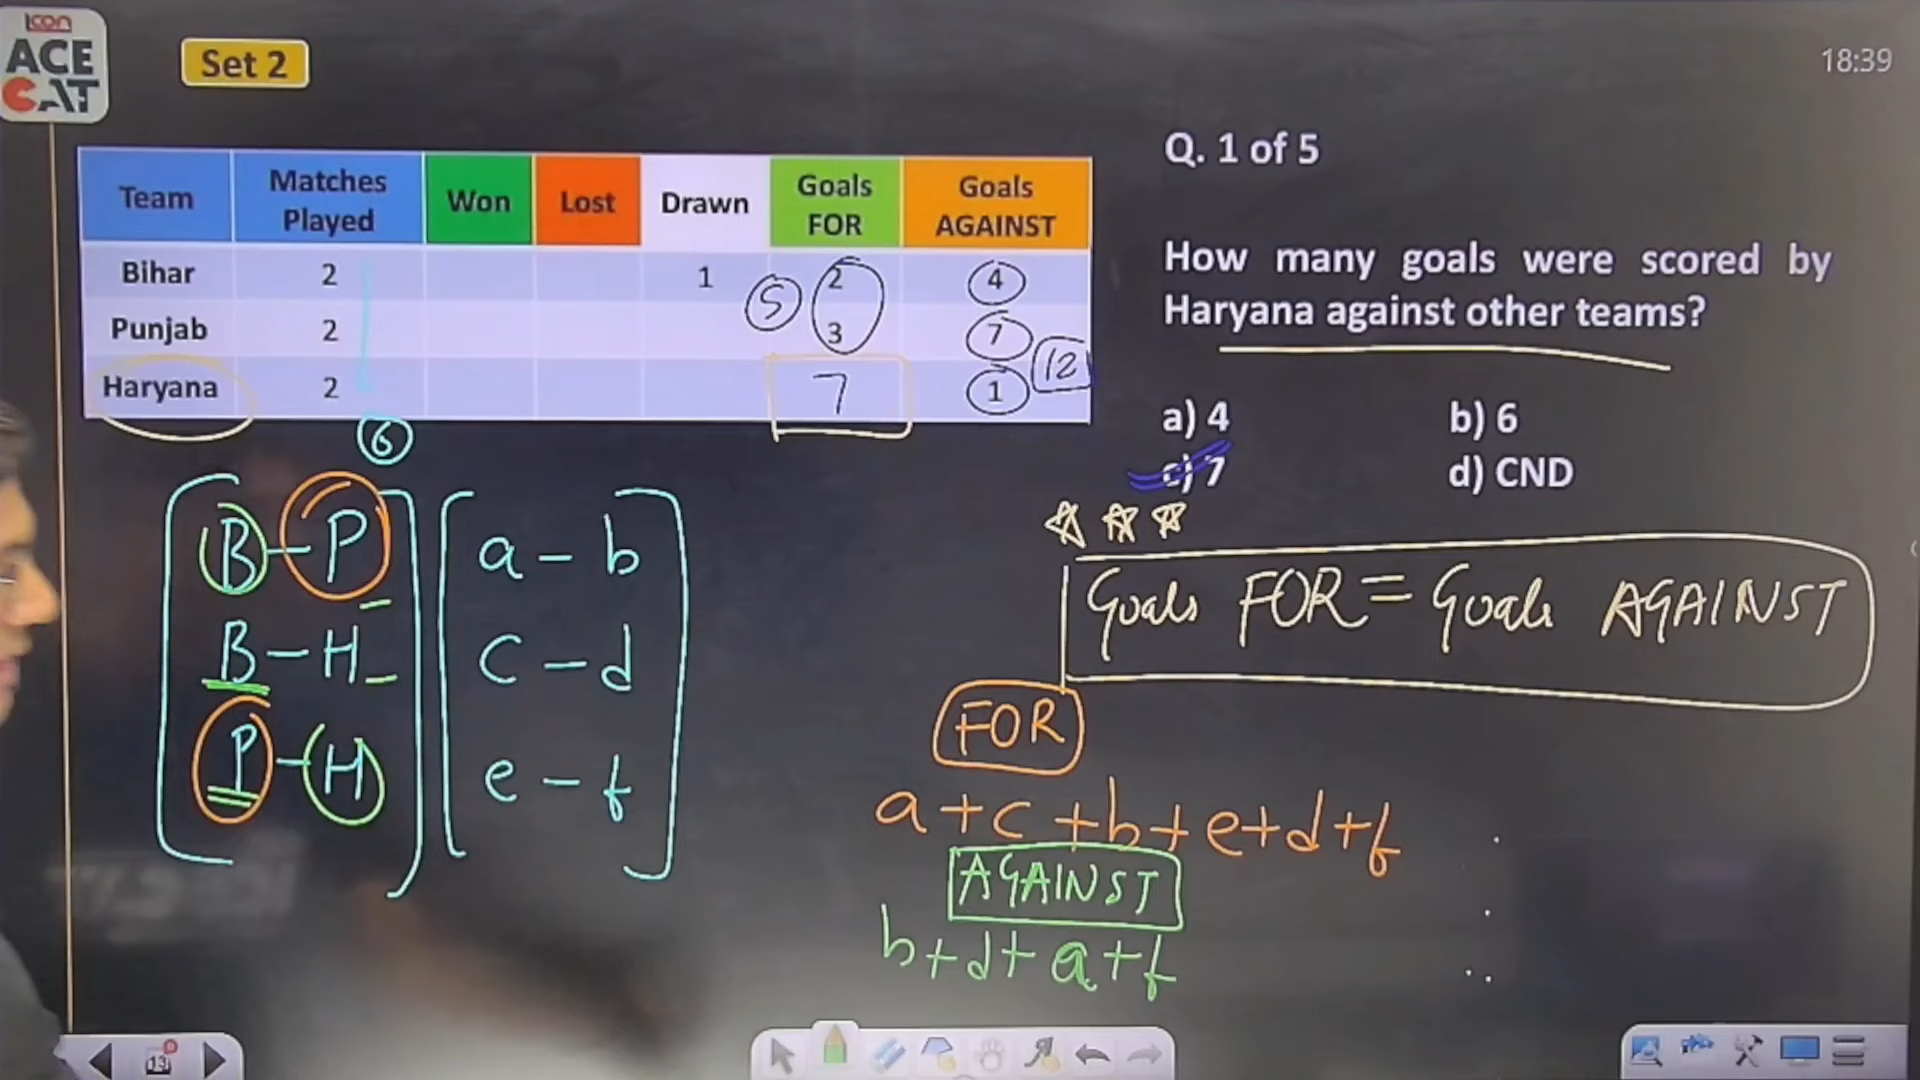 ICON
ACE
CAT
Set 2
18:39
Team Matches Played Won Lost Drawn Goals FOR Goals AGAINST
Bihar 2 1 2 4
5
Punjab 2 3 7
12
Haryana 2 7 1
6
Q. 1 of 5
How many goals were scored by
Haryana against other teams?
a) 4 b) 6
c) 7 d) CND
B - P a - b
B - H c - d
P - H e - f
Goals FOR = Goals AGAINST
FOR
a+c+b+e+d+f
AGAINST
b+d+a+f
13